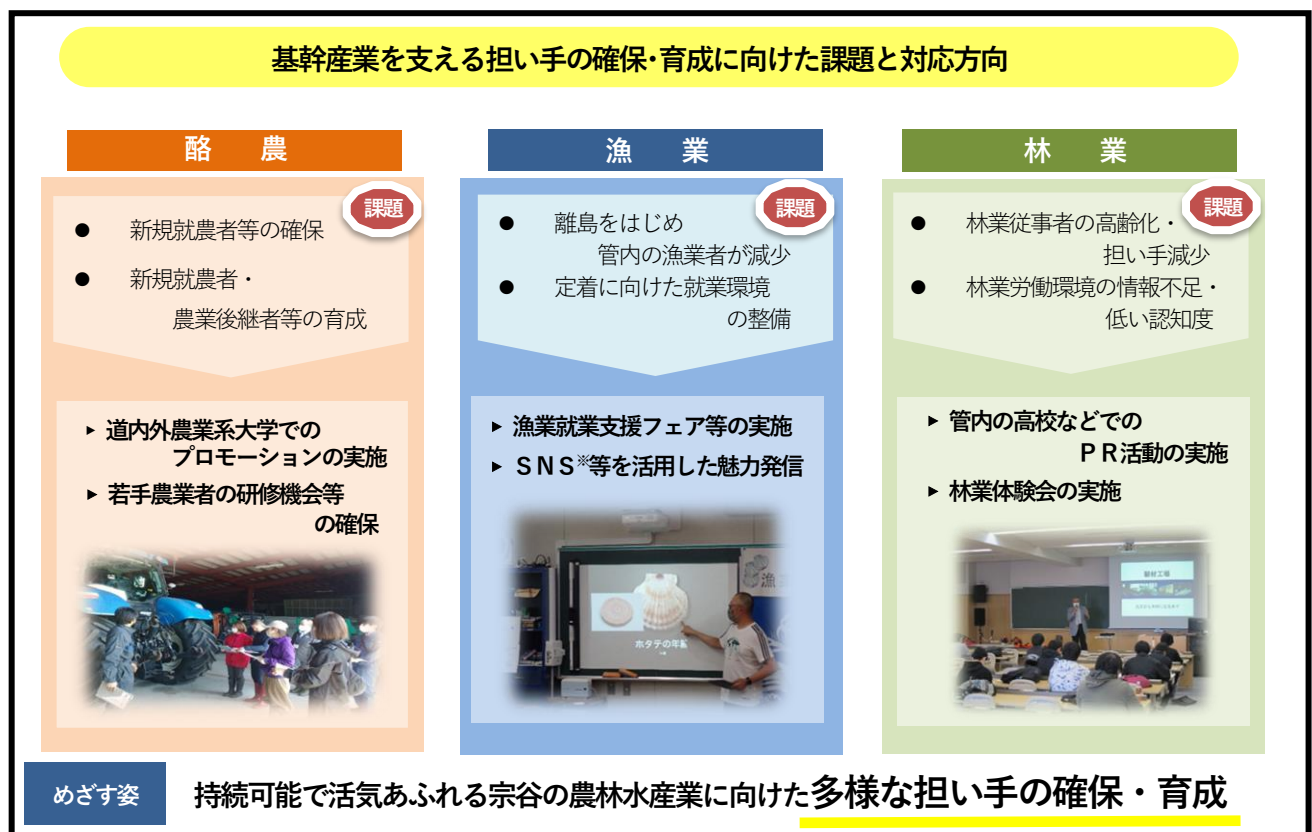 基幹産業を支える担い手の確保・育成に向けた課題と対応方向
酪 農
課題
● 新規就農者等の確保
● 新規就農者・
農業後継者等の育成
▶ 道内外農業系大学での
プロモーションの実施
▶ 若手農業者の研修機会等
の確保
漁 業
課題
● 離島をはじめ
管内の漁業者が減少
● 定着に向けた就業環境
の整備
▶ 漁業就業支援フェア等の実施
▶ ＳＮＳ※等を活用した魅力発信
ホタテの年齢
漁
林 業
課題
● 林業従事者の高齢化・
担い手減少
● 林業労働環境の情報不足・
低い認知度
▶ 管内の高校などでの
ＰＲ活動の実施
▶ 林業体験会の実施
製材工場
めざす姿
持続可能で活気あふれる宗谷の農林水産業に向けた多様な担い手の確保・育成